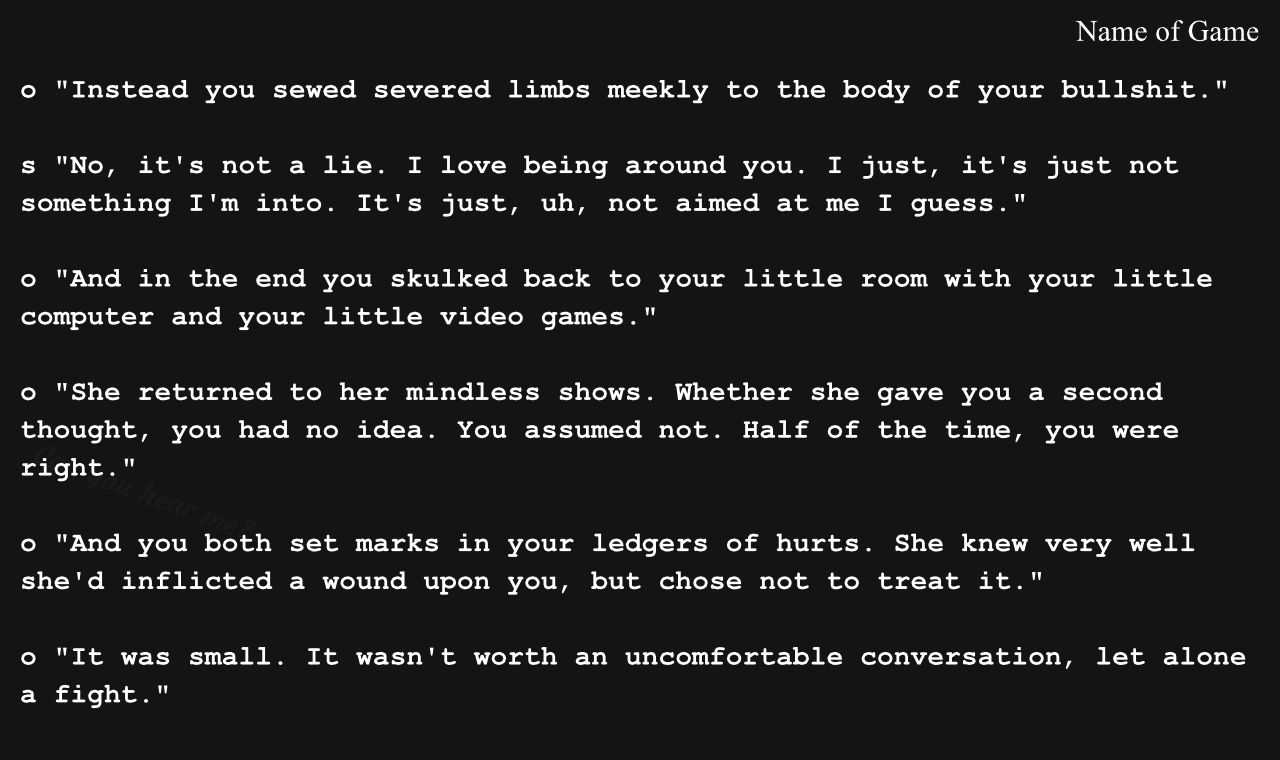 Name of Game
o "Instead you sewed severed limbs meekly to the body of your bullshit."
s "No, it's not a lie. I love being around you. I just, it's just not
something I'm into. It's just, uh, not aimed at me I guess."
o "And in the end you skulked back to your little room with your little
computer and your little video games."
o "She returned to her mindless shows. Whether she gave you a second
thought, you had no idea. You assumed not. Half of the time, you were
right."
you hear me?
o "And you both set marks in your ledgers of hurts. She knew very well
she'd inflicted a wound upon you, but chose not to treat it."
o "It was small. It wasn't worth an uncomfortable conversation, let alone
a fight."